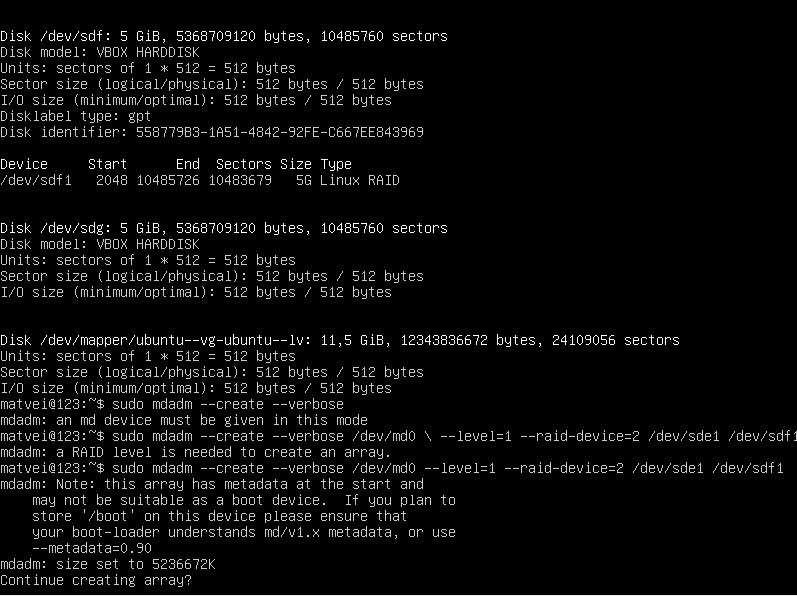 Disk /dev/sdf: 5 GiB, 5368709120 bytes, 10485760 sectors
Disk model: VBOX HARDDISK
Units: sectors of 1 * 512 = 512 bytes
Sector size (logical/physical): 512 bytes / 512 bytes
I/O size (minimum/optimal): 512 bytes / 512 bytes
Disklabel type: gpt
Disk identifier: 558779B3-1A51-4842-92FE-C667EE843969
Device     Start      End  Sectors Size Type
/dev/sdf1   2048 10485726 10483679   5G Linux RAID
Disk /dev/sdg: 5 GiB, 5368709120 bytes, 10485760 sectors
Disk model: VBOX HARDDISK
Units: sectors of 1 * 512 = 512 bytes
Sector size (logical/physical): 512 bytes / 512 bytes
I/O size (minimum/optimal): 512 bytes / 512 bytes
Disk /dev/mapper/ubuntu--vg-ubuntu--lv: 11,5 GiB, 12343836672 bytes, 24109056 sectors
Units: sectors of 1 * 512 = 512 bytes
Sector size (logical/physical): 512 bytes / 512 bytes
I/O size (minimum/optimal): 512 bytes / 512 bytes
matvei@123:~$ sudo mdadm --create --verbose
mdadm: an md device must be given in this mode
matvei@123:~$ sudo mdadm --create --verbose /dev/md0 \ --level=1 --raid-device=2 /dev/sde1 /dev/sdf1
mdadm: a RAID level is needed to create an array.
matvei@123:~$ sudo mdadm --create --verbose /dev/md0 --level=1 --raid-device=2 /dev/sde1 /dev/sdf1
mdadm: Note: this array has metadata at the start and
    may not be suitable as a boot device.  If you plan to
    store '/boot' on this device please ensure that
    your boot-loader understands md/v1.x metadata, or use
    --metadata=0.90
mdadm: size set to 5236672K
Continue creating array?